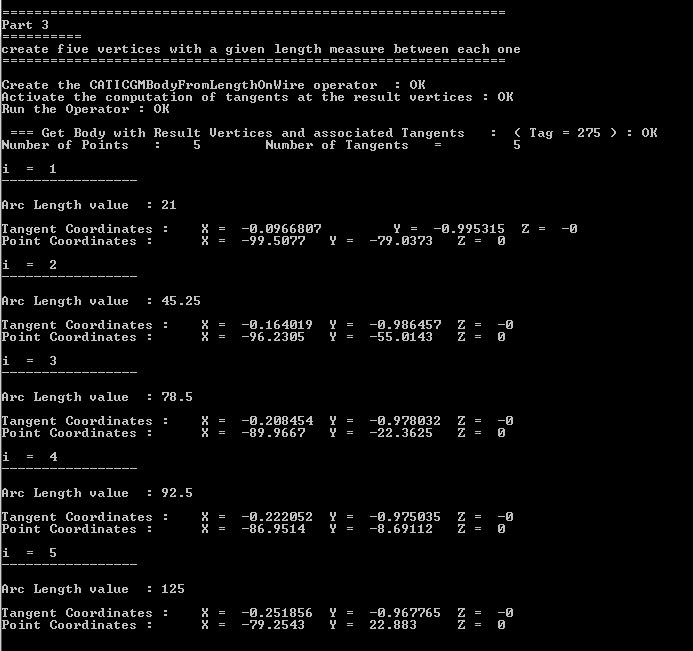 ===============================================================
Part 3
==========
create five vertices with a given length measure between each one
===============================================================
Create the CATICGMBodyFromLengthOnWire operator  : OK
Activate the computation of tangents at the result vertices : OK
Run the Operator : OK
 === Get Body with Result Vertices and associated Tangents   :  ( Tag = 275 ) : OK
Number of Points   :    5        Number of Tangents   =         5
i  =  1
-----------------
Arc Length value  : 21
Tangent Coordinates :    X =  -0.0966807         Y =  -0.995315  Z =  -0
Point Coordinates :      X =  -99.5077   Y =  -79.0373   Z =  0
i  =  2
-----------------
Arc Length value  : 45.25
Tangent Coordinates :    X =  -0.164019  Y =  -0.986457  Z =  -0
Point Coordinates :      X =  -96.2305   Y =  -55.0143   Z =  0
i  =  3
-----------------
Arc Length value  : 78.5
Tangent Coordinates :    X =  -0.208454  Y =  -0.978032  Z =  -0
Point Coordinates :      X =  -89.9667   Y =  -22.3625   Z =  0
i  =  4
-----------------
Arc Length value  : 92.5
Tangent Coordinates :    X =  -0.222052  Y =  -0.975035  Z =  -0
Point Coordinates :      X =  -86.9514   Y =  -8.69112   Z =  0
i  =  5
-----------------
Arc Length value  : 125
Tangent Coordinates :    X =  -0.251856  Y =  -0.967765  Z =  -0
Point Coordinates :      X =  -79.2543   Y =  22.883     Z =  0